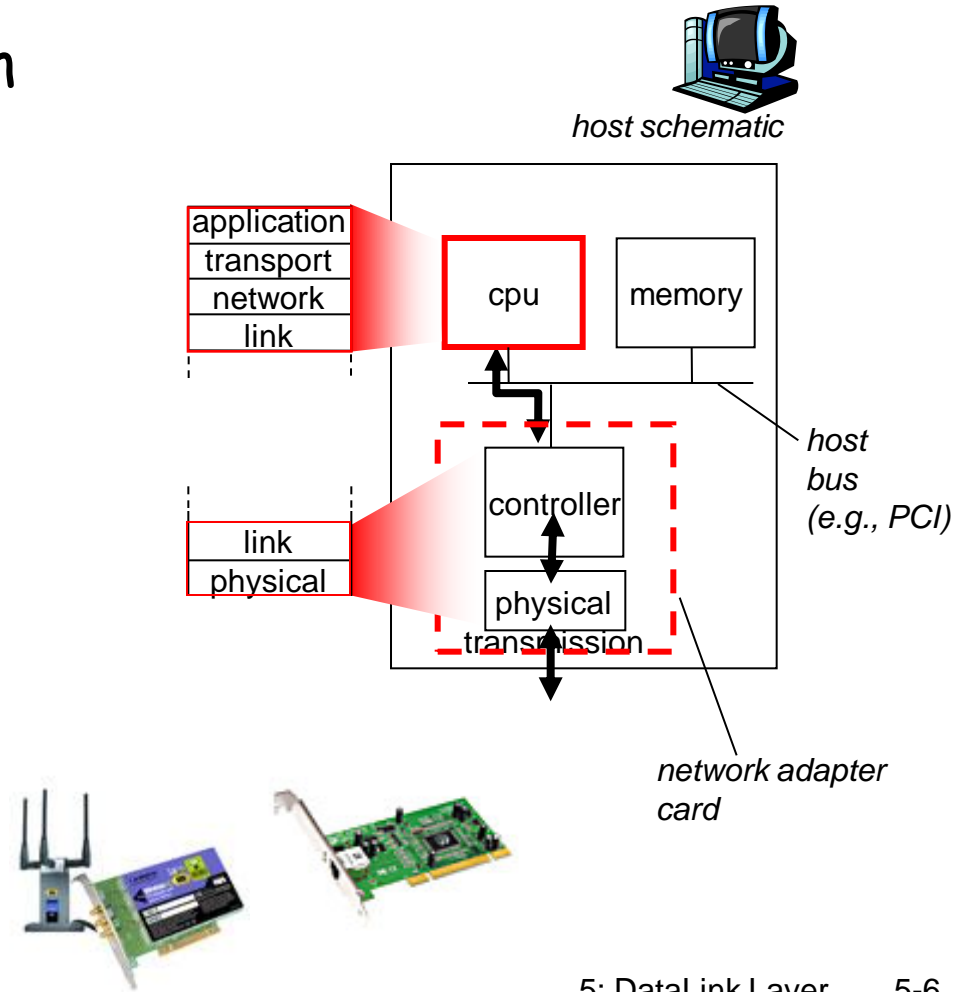 n
host schematic
application
transport
network
link
cpu
memory
host
bus
(e.g., PCI)
controller
link
physical
physical
transmission
network adapter
card
5: DataLink Layer 5-6